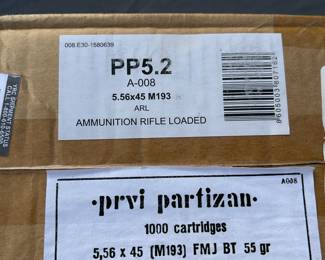 008.E30-1580639
PP5.2
A-008
5.56x45 M193
ARL
AMMUNITION RIFLE LOADED
A008
·prvi partizan·
1000 cartridges
5,56 x 45 (M193) FMJ BT 55 gr